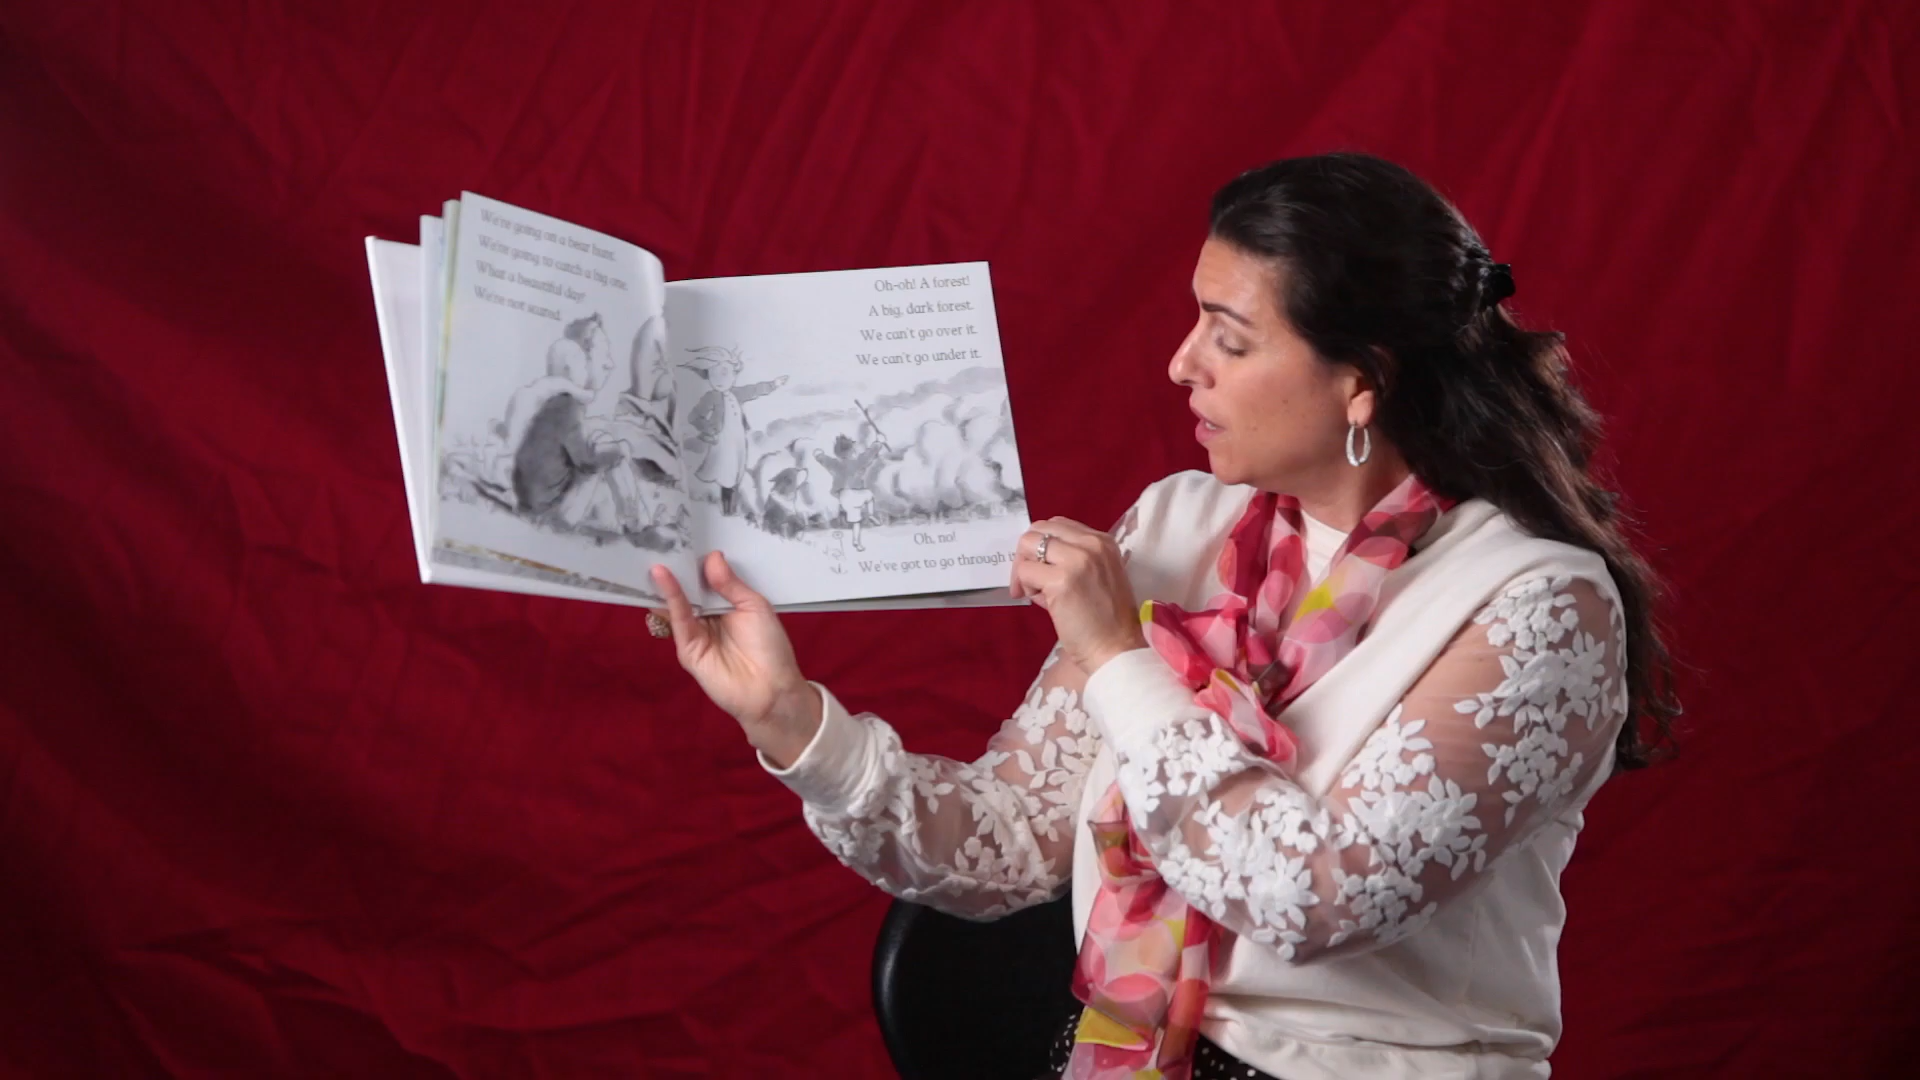 We're going on a bear hunt.
We're going to catch a big one.
What a beautiful day!
We're not scared.
Oh-oh! A forest!
A big, dark forest.
We can't go over it.
We can't go under it.
Oh, no!
We've got to go through it